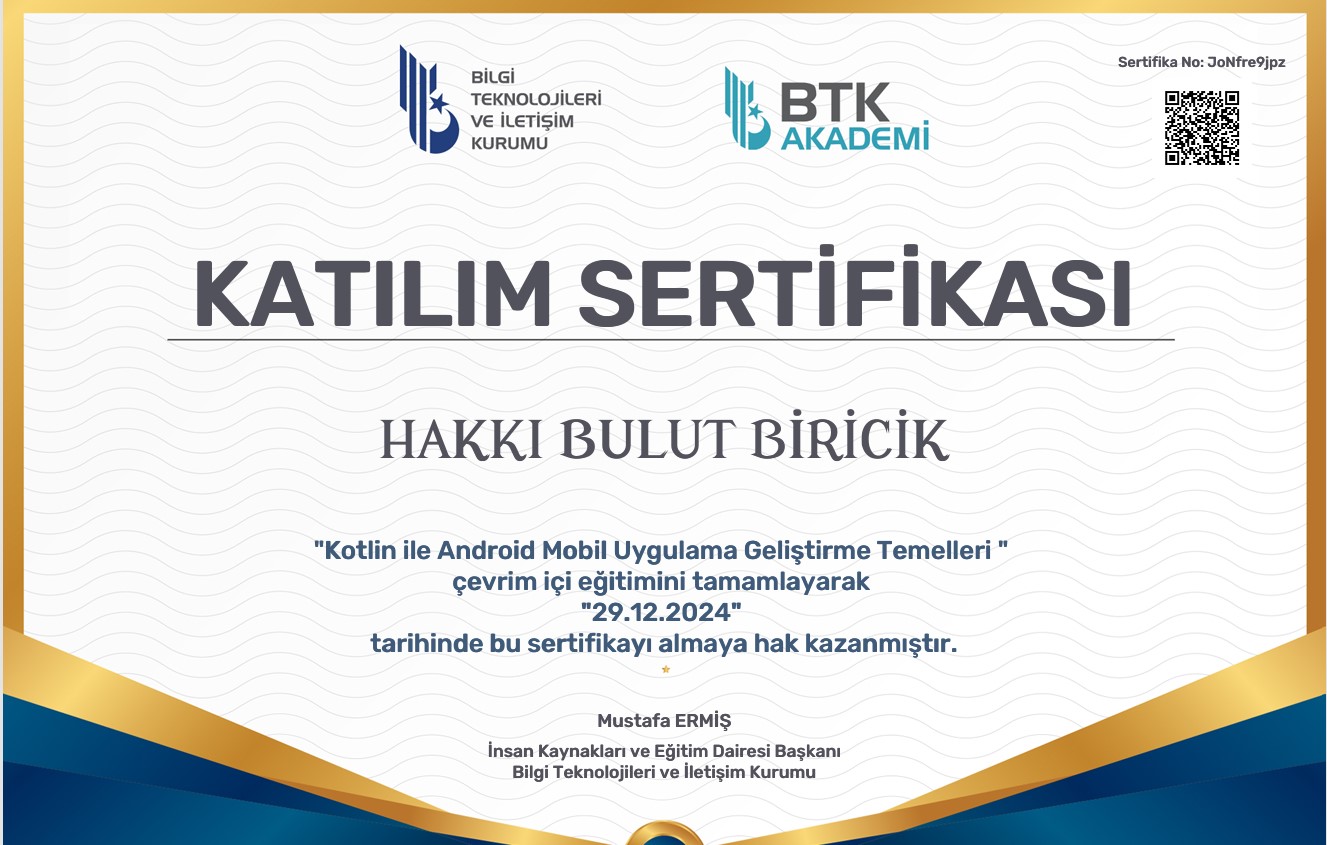 BİLGİ
TEKNOLOJİLERİ
VE İLETİŞİM
KURUMU
BTK
AKADEMİ
Sertifika No: JoNfre9jpz
KATILIM SERTİFİKASI
HAKKI BULUT BİRİCİK
"Kotlin ile Android Mobil Uygulama Geliştirme Temelleri "
çevrim içi eğitimini tamamlayarak
"29.12.2024"
tarihinde bu sertifikayı almaya hak kazanmıştır.
Mustafa ERMİŞ
İnsan Kaynakları ve Eğitim Dairesi Başkanı
Bilgi Teknolojileri ve İletişim Kurumu